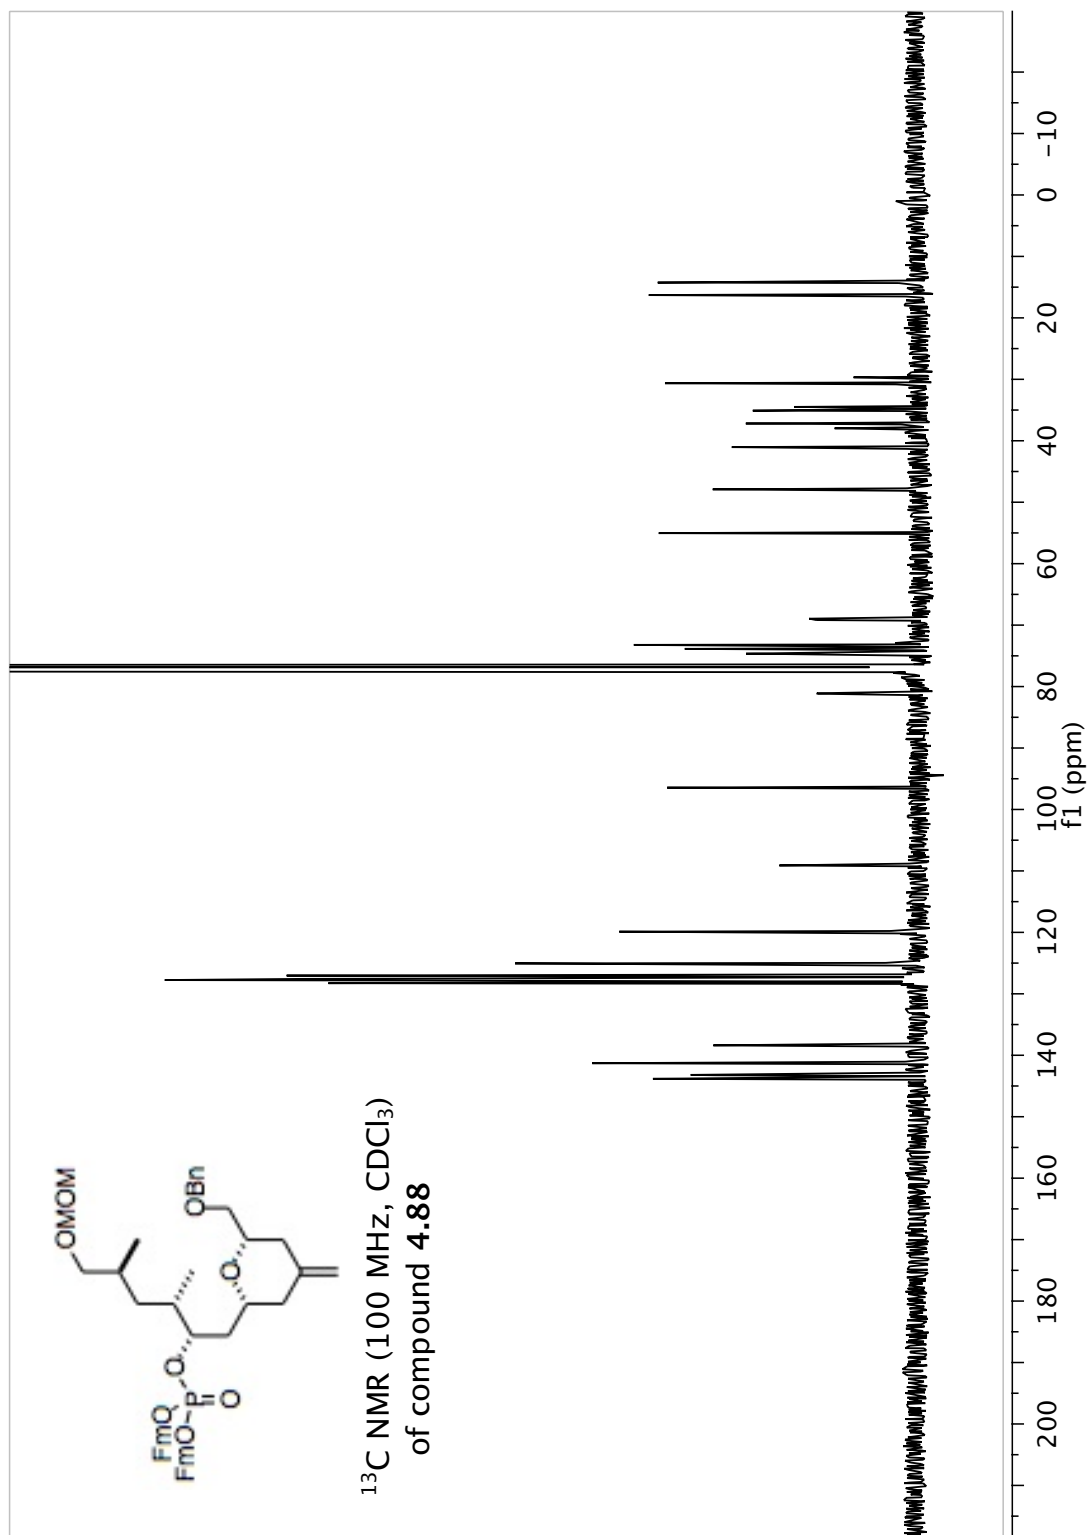 OMOM
OBn
O
O
FmO
FmO
P
O
¹³C NMR (100 MHz, CDCl₃)
of compound 4.88
200 180 160 140 120 100 80 60 40 20 0 −10
f1 (ppm)